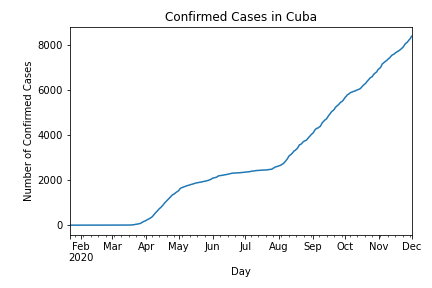 Confirmed Cases in Cuba
Number of Confirmed Cases
8000
6000
4000
2000
0
Feb Mar Apr May Jun Jul Aug Sep Oct Nov Dec
2020
Day